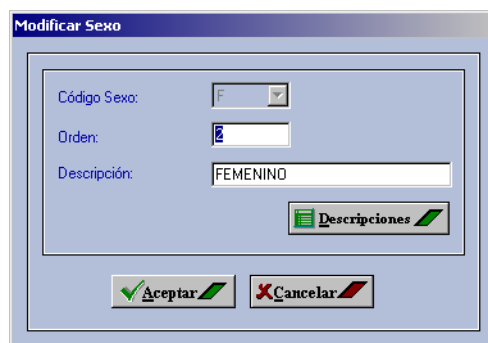 Modificar Sexo
Código Sexo: F
Orden: 2
Descripción: FEMENINO
Descripciones
Aceptar Cancelar